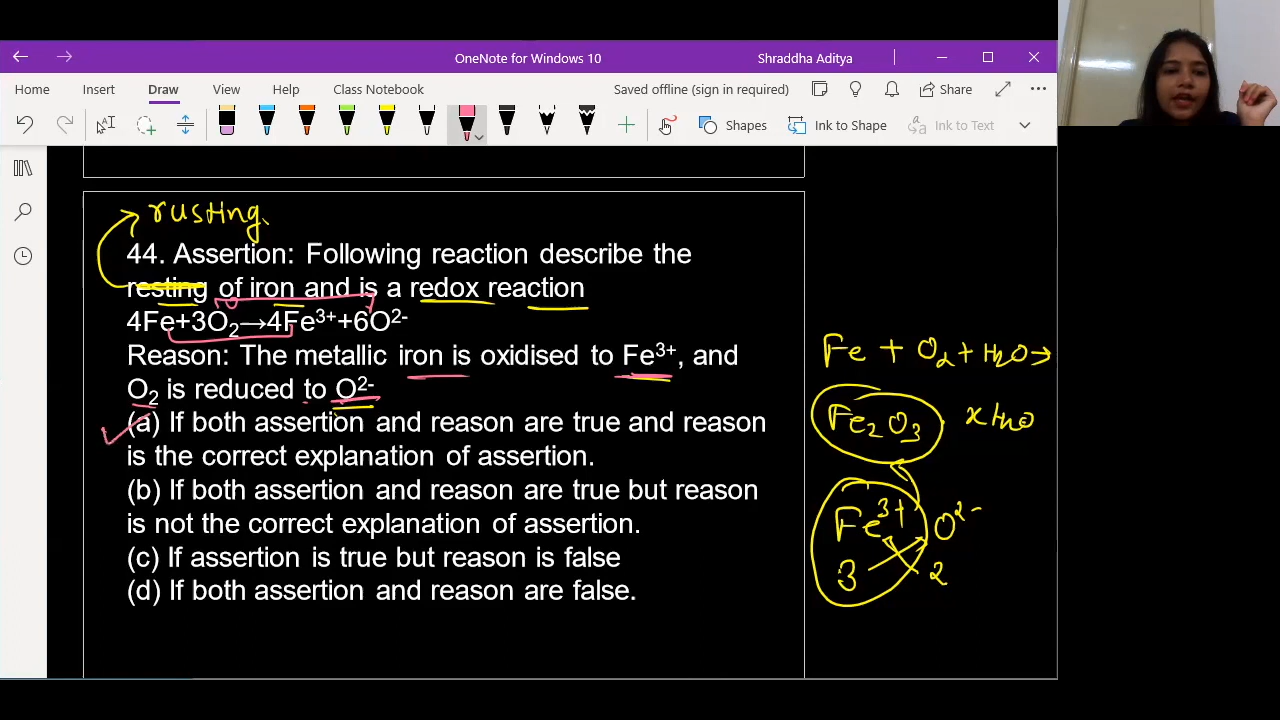 OneNote for Windows 10
Shraddha Aditya
Home Insert Draw View Help Class Notebook
Saved offline (sign in required)
Share
Shapes
Ink to Shape
Ink to Text
rusting.
44. Assertion: Following reaction describe the
resting of iron and is a redox reaction
4Fe+3O₂→4Fe³⁺+6O²⁻
Reason: The metallic iron is oxidised to Fe³⁺, and
O₂ is reduced to O²⁻
(a) If both assertion and reason are true and reason
is the correct explanation of assertion.
(b) If both assertion and reason are true but reason
is not the correct explanation of assertion.
(c) If assertion is true but reason is false
(d) If both assertion and reason are false.
Fe + O₂ + H₂O →
Fe₂O₃ xH₂O
Fe³⁺ O²⁻
3 2